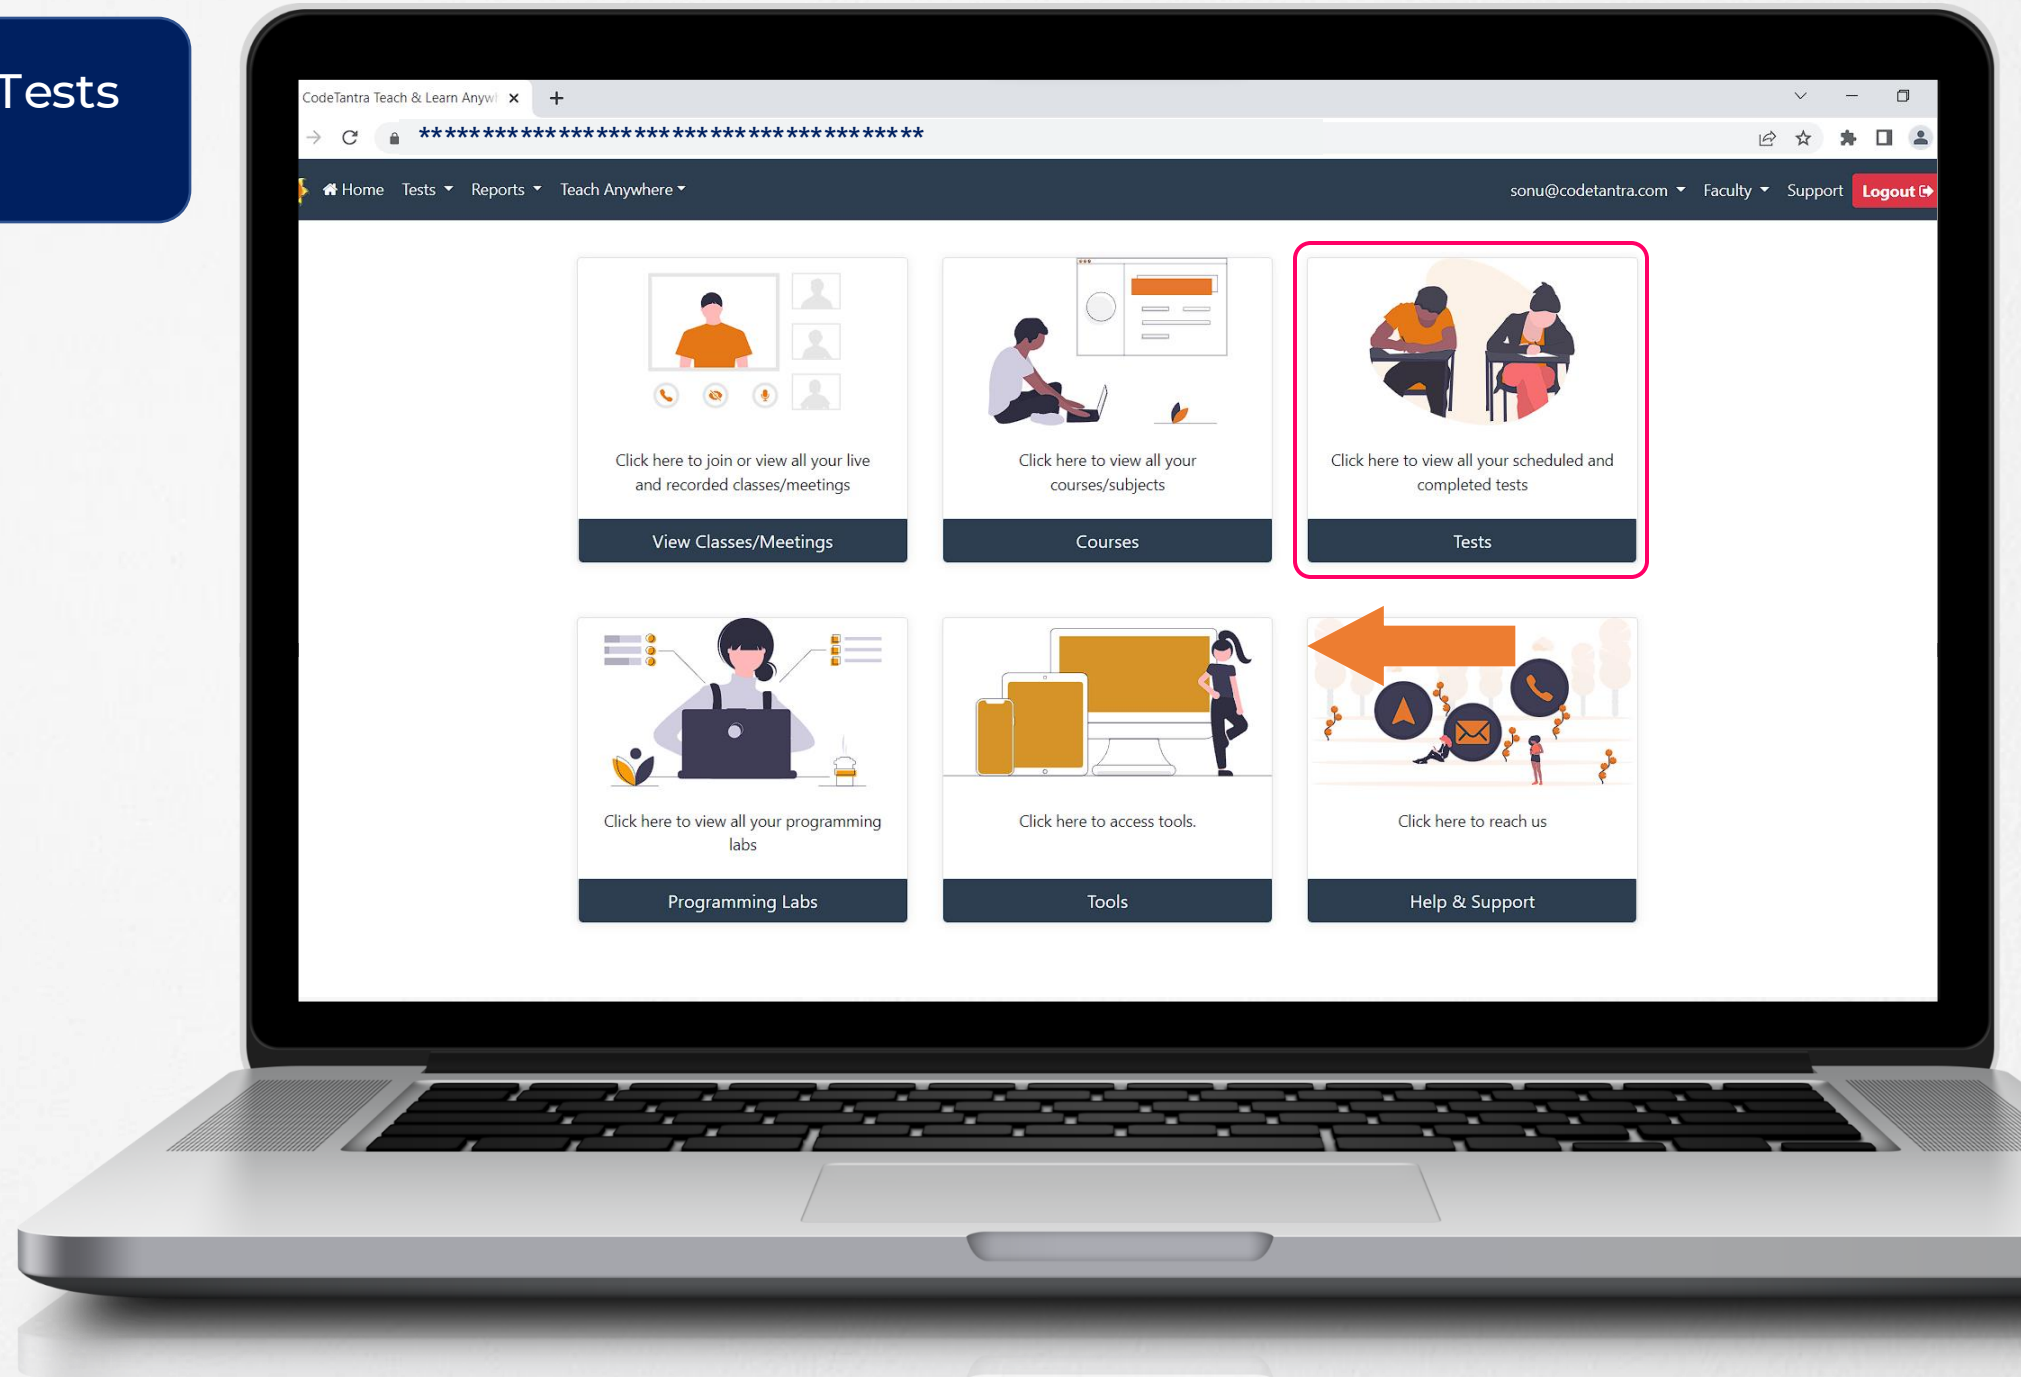 Tests
CodeTantra Teach & Learn Anywh
****************************************
Home Tests Reports Teach Anywhere sonu@codetantra.com Faculty Support Logout
Click here to join or view all your live
and recorded classes/meetings
View Classes/Meetings
Click here to view all your
courses/subjects
Courses
Click here to view all your scheduled and
completed tests
Tests
Click here to view all your programming
labs
Programming Labs
Click here to access tools.
Tools
Click here to reach us
Help & Support